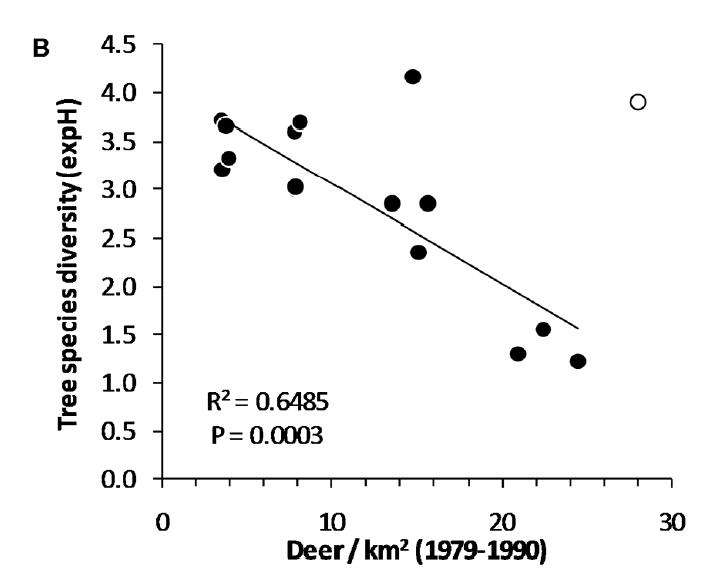 B
Tree species diversity (expH)
4.5
4.0
3.5
3.0
2.5
2.0
1.5
1.0
0.5
0.0
R² = 0.6485
P = 0.0003
0 10 20 30
Deer / km² (1979-1990)